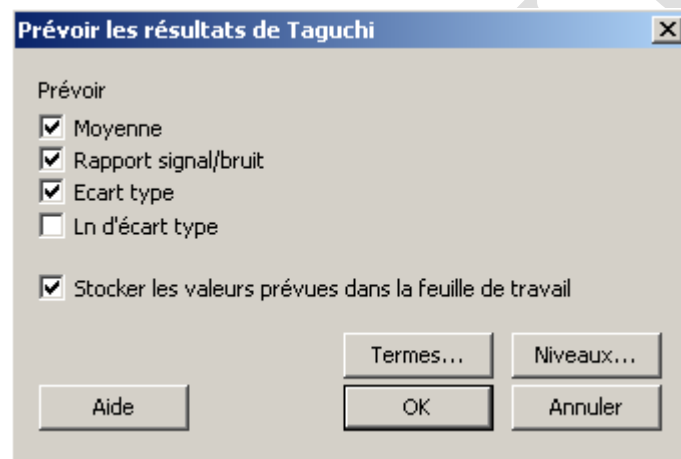 Prévoir les résultats de Taguchi
Prévoir
Moyenne
Rapport signal/bruit
Ecart type
Ln d'écart type
Stocker les valeurs prévues dans la feuille de travail
Termes... Niveaux...
Aide OK Annuler